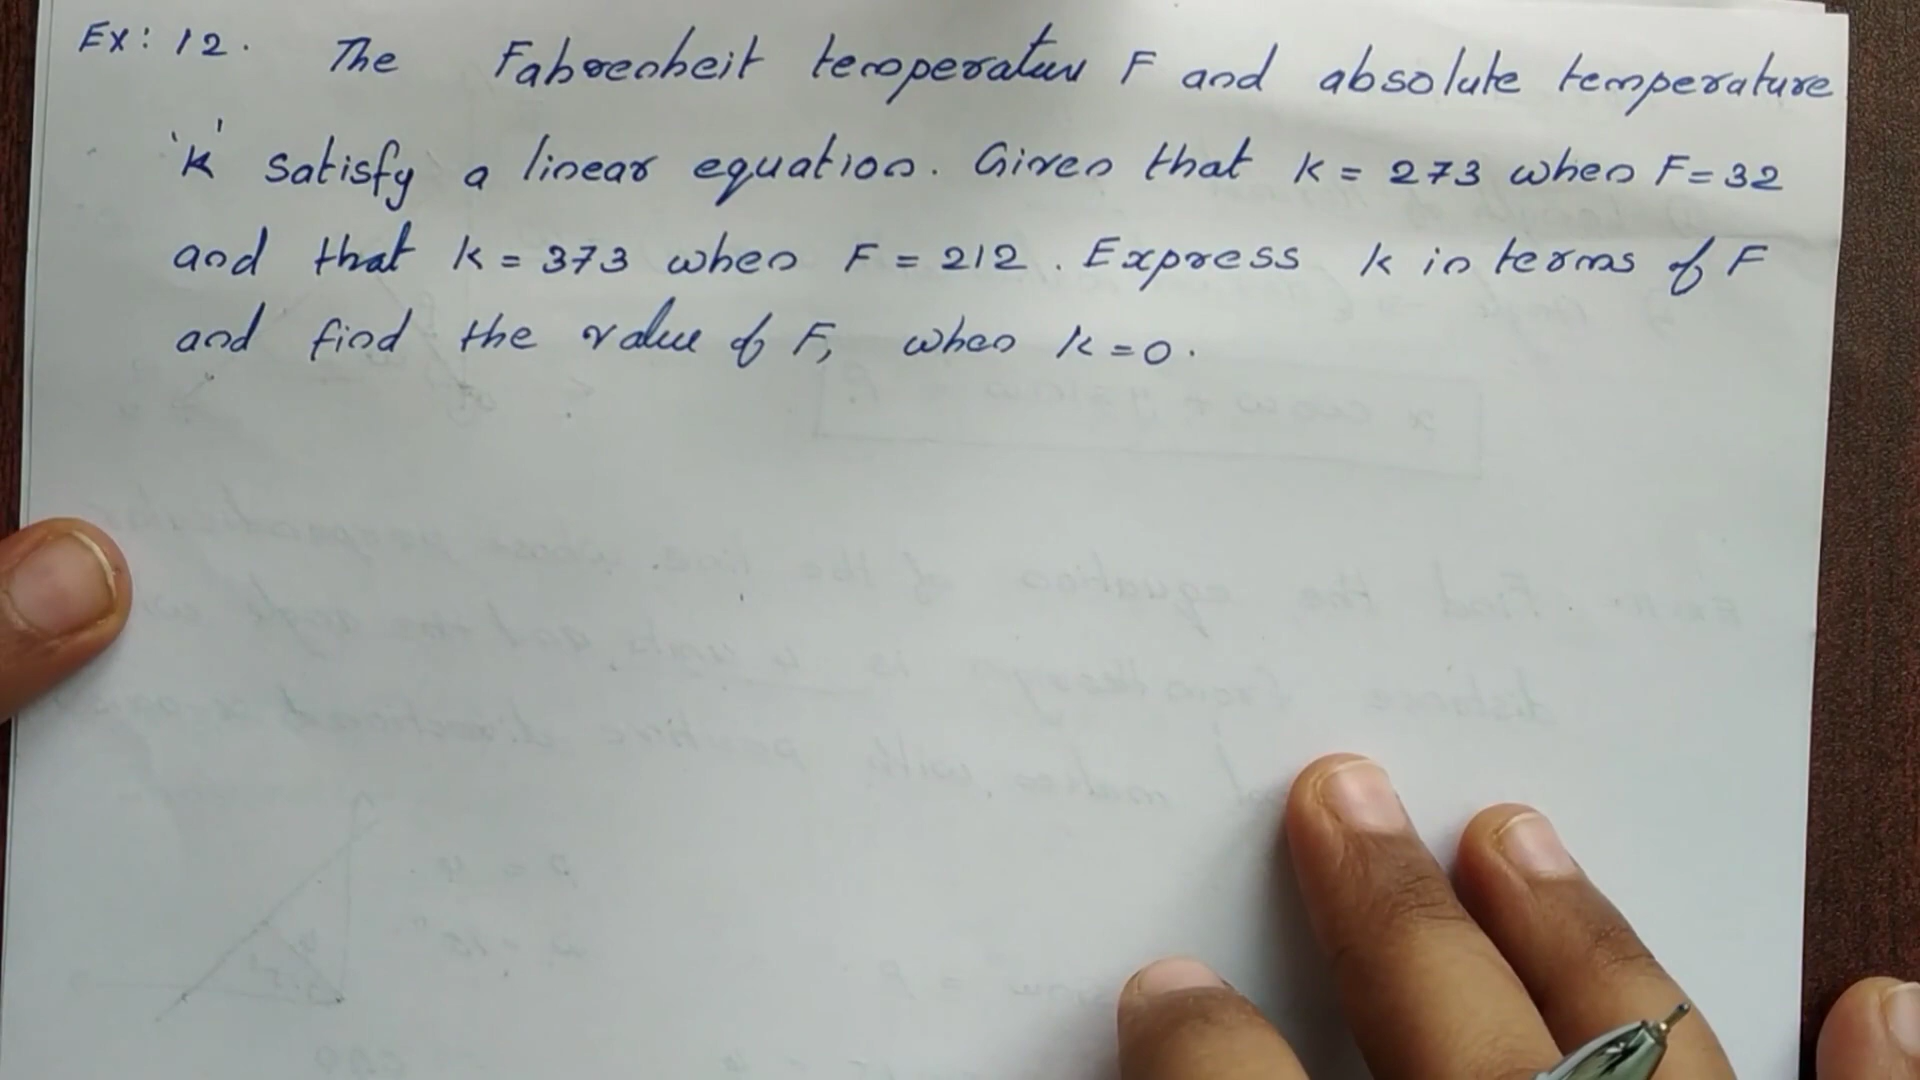 Ex: 12. The Fahrenheit temperature F and absolute temperature
'K' satisfy a linear equation. Given that K = 273 when F = 32
and that K = 373 when F = 212. Express K in terms of F
and find the value of F, when K = 0.